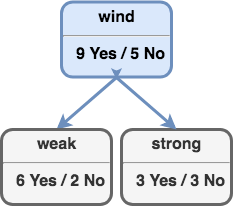 wind
9 Yes / 5 No
weak
6 Yes / 2 No
strong
3 Yes / 3 No